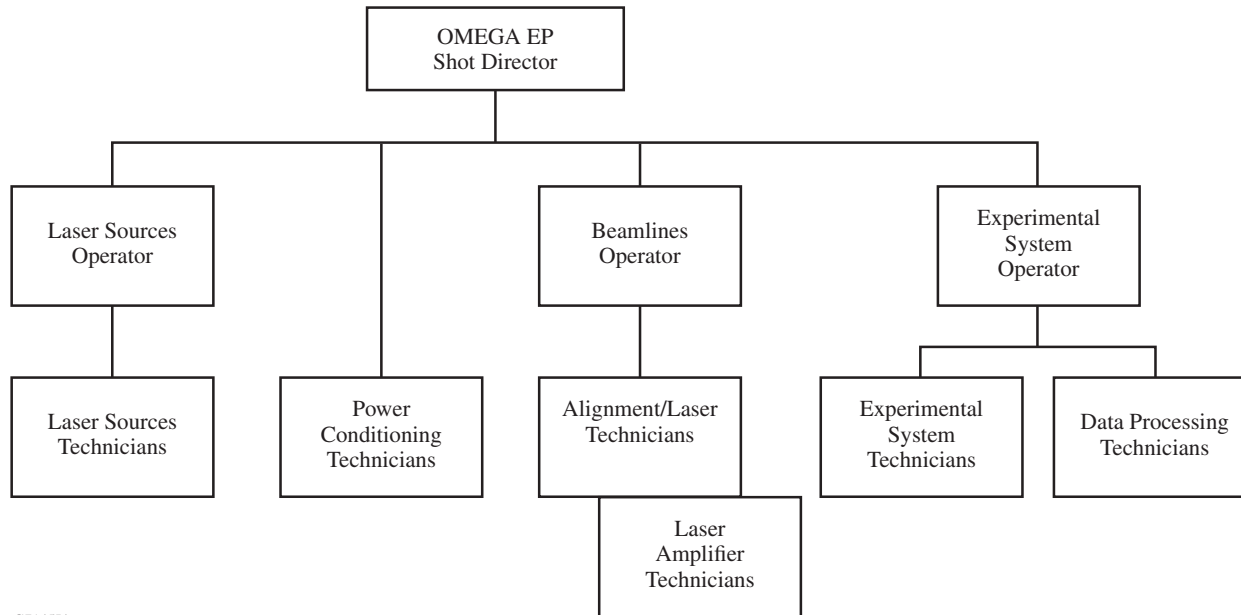 OMEGA EP
Shot Director
Laser Sources
Operator
Beamlines
Operator
Experimental
System
Operator
Laser Sources
Technicians
Power
Conditioning
Technicians
Alignment/Laser
Technicians
Experimental
System
Technicians
Data Processing
Technicians
Laser
Amplifier
Technicians